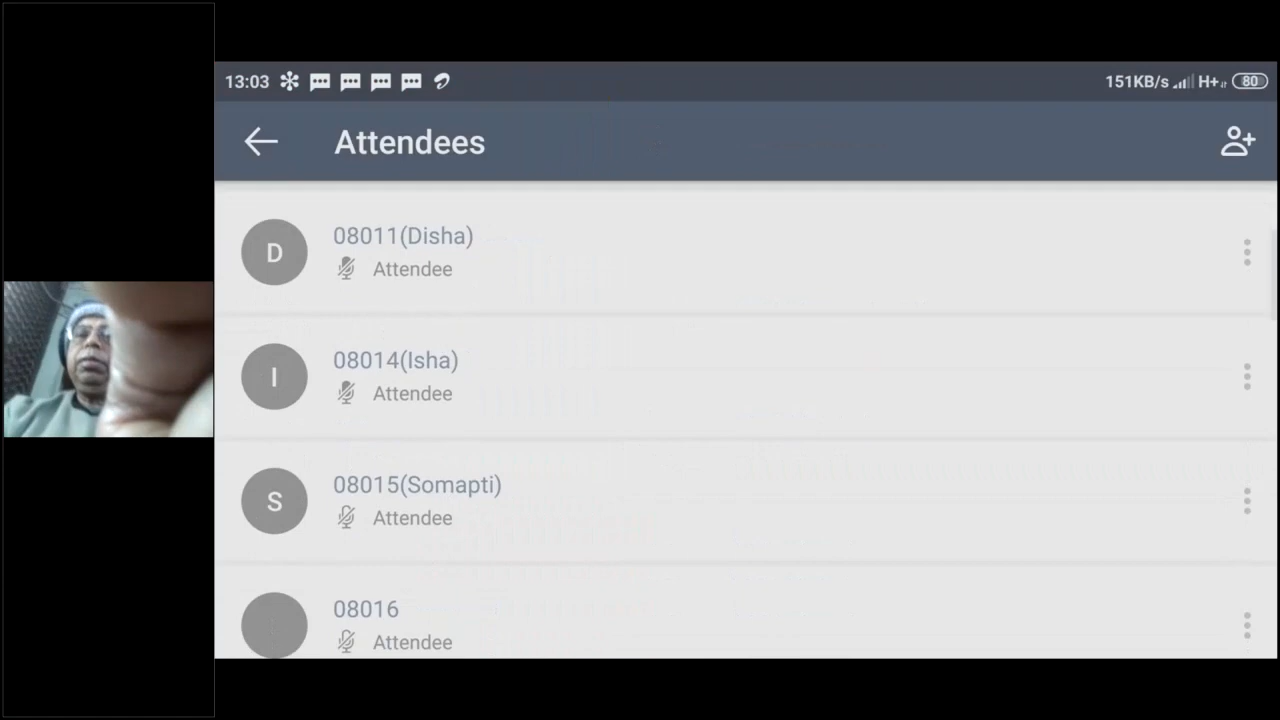 13:03 151KB/s H+ 80
Attendees
D 08011(Disha)
Attendee
I 08014(Isha)
Attendee
S 08015(Somapti)
Attendee
08016
Attendee